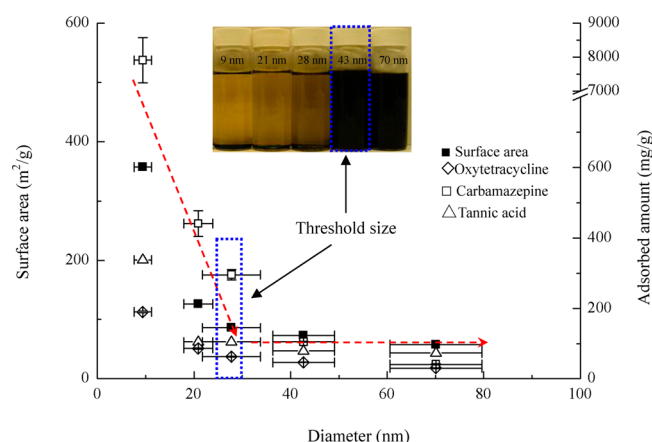 600
400
200
0
Surface area (m²/g)
9 nm 21 nm 28 nm 43 nm 70 nm
Surface area
Oxytetracycline
Carbamazepine
Tannic acid
Threshold size
9000
8000
7000
600
400
200
0
Adsorbed amount (mg/g)
0 20 40 60 80 100
Diameter (nm)